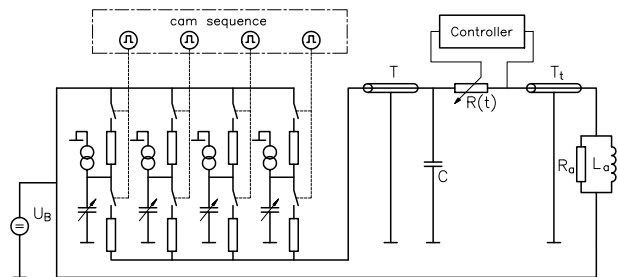 cam sequence
Controller
T
T_t
R(t)
C
R_a
L_a
U_B